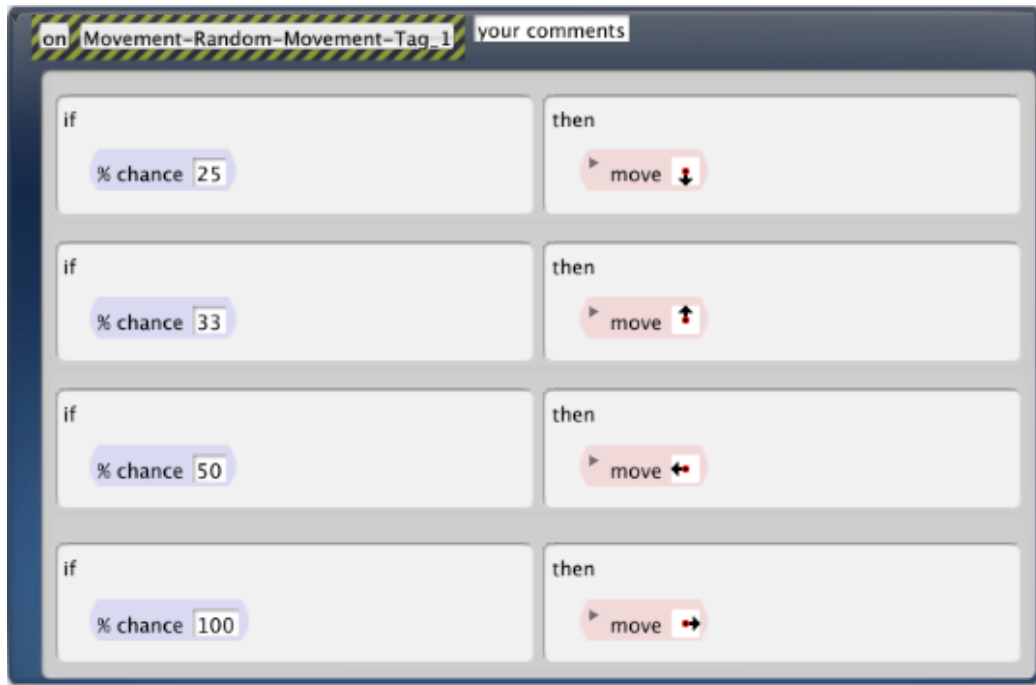 on Movement-Random-Movement-Tag_1 your comments
if then
% chance 25 move
if then
% chance 33 move
if then
% chance 50 move
if then
% chance 100 move